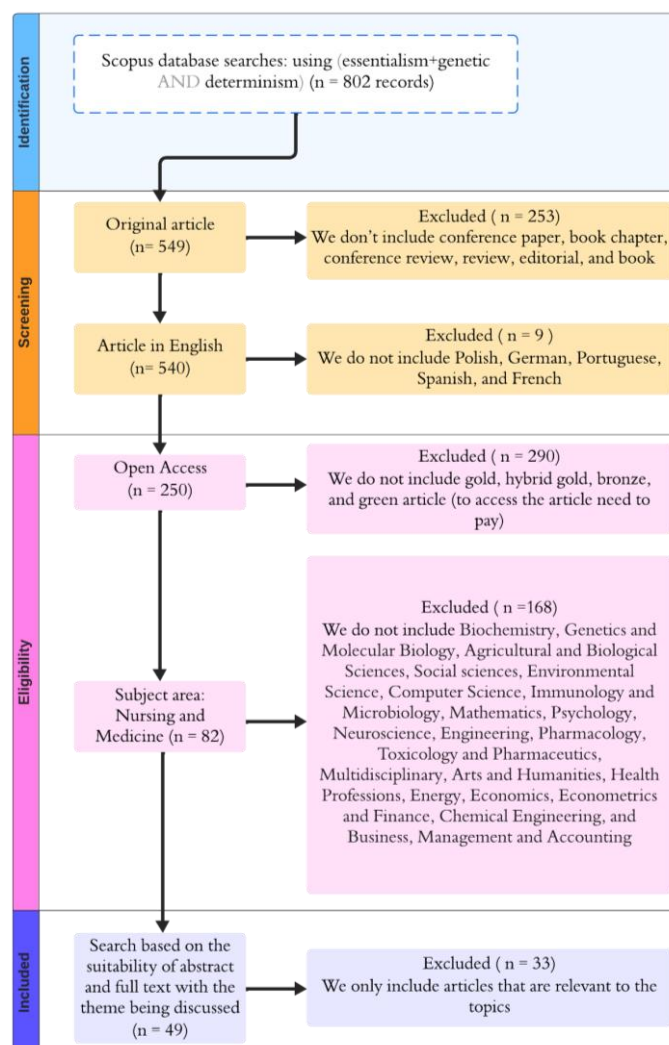 Identification
Scopus database searches: using (essentialism+genetic
AND determinism) (n = 802 records)
Screening
Original article
(n= 549)
Excluded ( n = 253)
We don't include conference paper, book chapter,
conference review, review, editorial, and book
Article in English
(n= 540)
Excluded ( n = 9 )
We do not include Polish, German, Portuguese,
Spanish, and French
Eligibility
Open Access
(n = 250)
Excluded ( n = 290)
We do not include gold, hybrid gold, bronze,
and green article (to access the article need to
pay)
Subject area:
Nursing and
Medicine (n = 82)
Excluded ( n =168)
We do not include Biochemistry, Genetics and
Molecular Biology, Agricultural and Biological
Sciences, Social sciences, Environmental
Science, Computer Science, Immunology and
Microbiology, Mathematics, Psychology,
Neuroscience, Engineering, Pharmacology,
Toxicology and Pharmaceutics,
Multidisciplinary, Arts and Humanities, Health
Professions, Energy, Economics, Econometrics
and Finance, Chemical Engineering, and
Business, Management and Accounting
Included
Search based on the
suitability of abstract
and full text with the
theme being discussed
(n = 49)
Excluded ( n = 33)
We only include articles that are relevant to the
topics